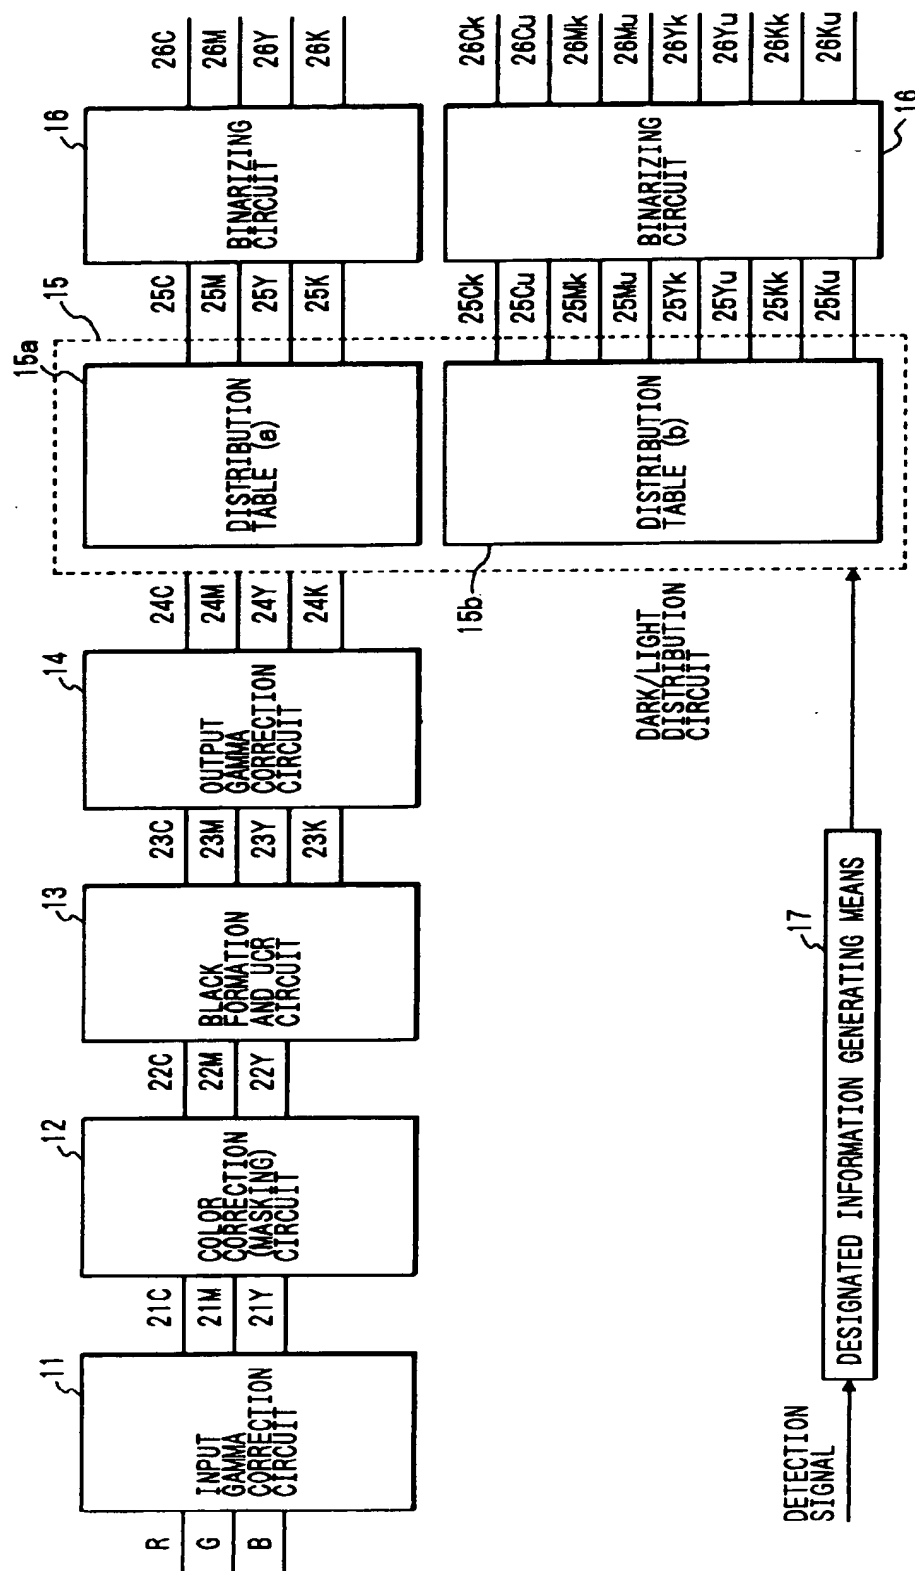 R
G
B
11
INPUT
GAMMA
CORRECTION
CIRCUIT
21C
21M
21Y
12
COLOR
CORRECTION
(MASKING)
CIRCUIT
22C
22M
22Y
13
BLACK
FORMATION
AND UCR
CIRCUIT
23C
23M
23Y
23K
14
OUTPUT
GAMMA
CORRECTION
CIRCUIT
24C
24M
24Y
24K
15
15a
DISTRIBUTION
TABLE (a)
25C
25M
25Y
25K
16
BINARIZING
CIRCUIT
26C
26M
26Y
26K
DARK/LIGHT
DISTRIBUTION
CIRCUIT
15b
DISTRIBUTION
TABLE (b)
25Ck
25Cu
25Mk
25Mu
25Yk
25Yu
25Kk
25Ku
BINARIZING
CIRCUIT
16
26Ck
26Cu
26Mk
26Mu
26Yk
26Yu
26Kk
26Ku
DETECTION
SIGNAL
17
DESIGNATED INFORMATION GENERATING MEANS